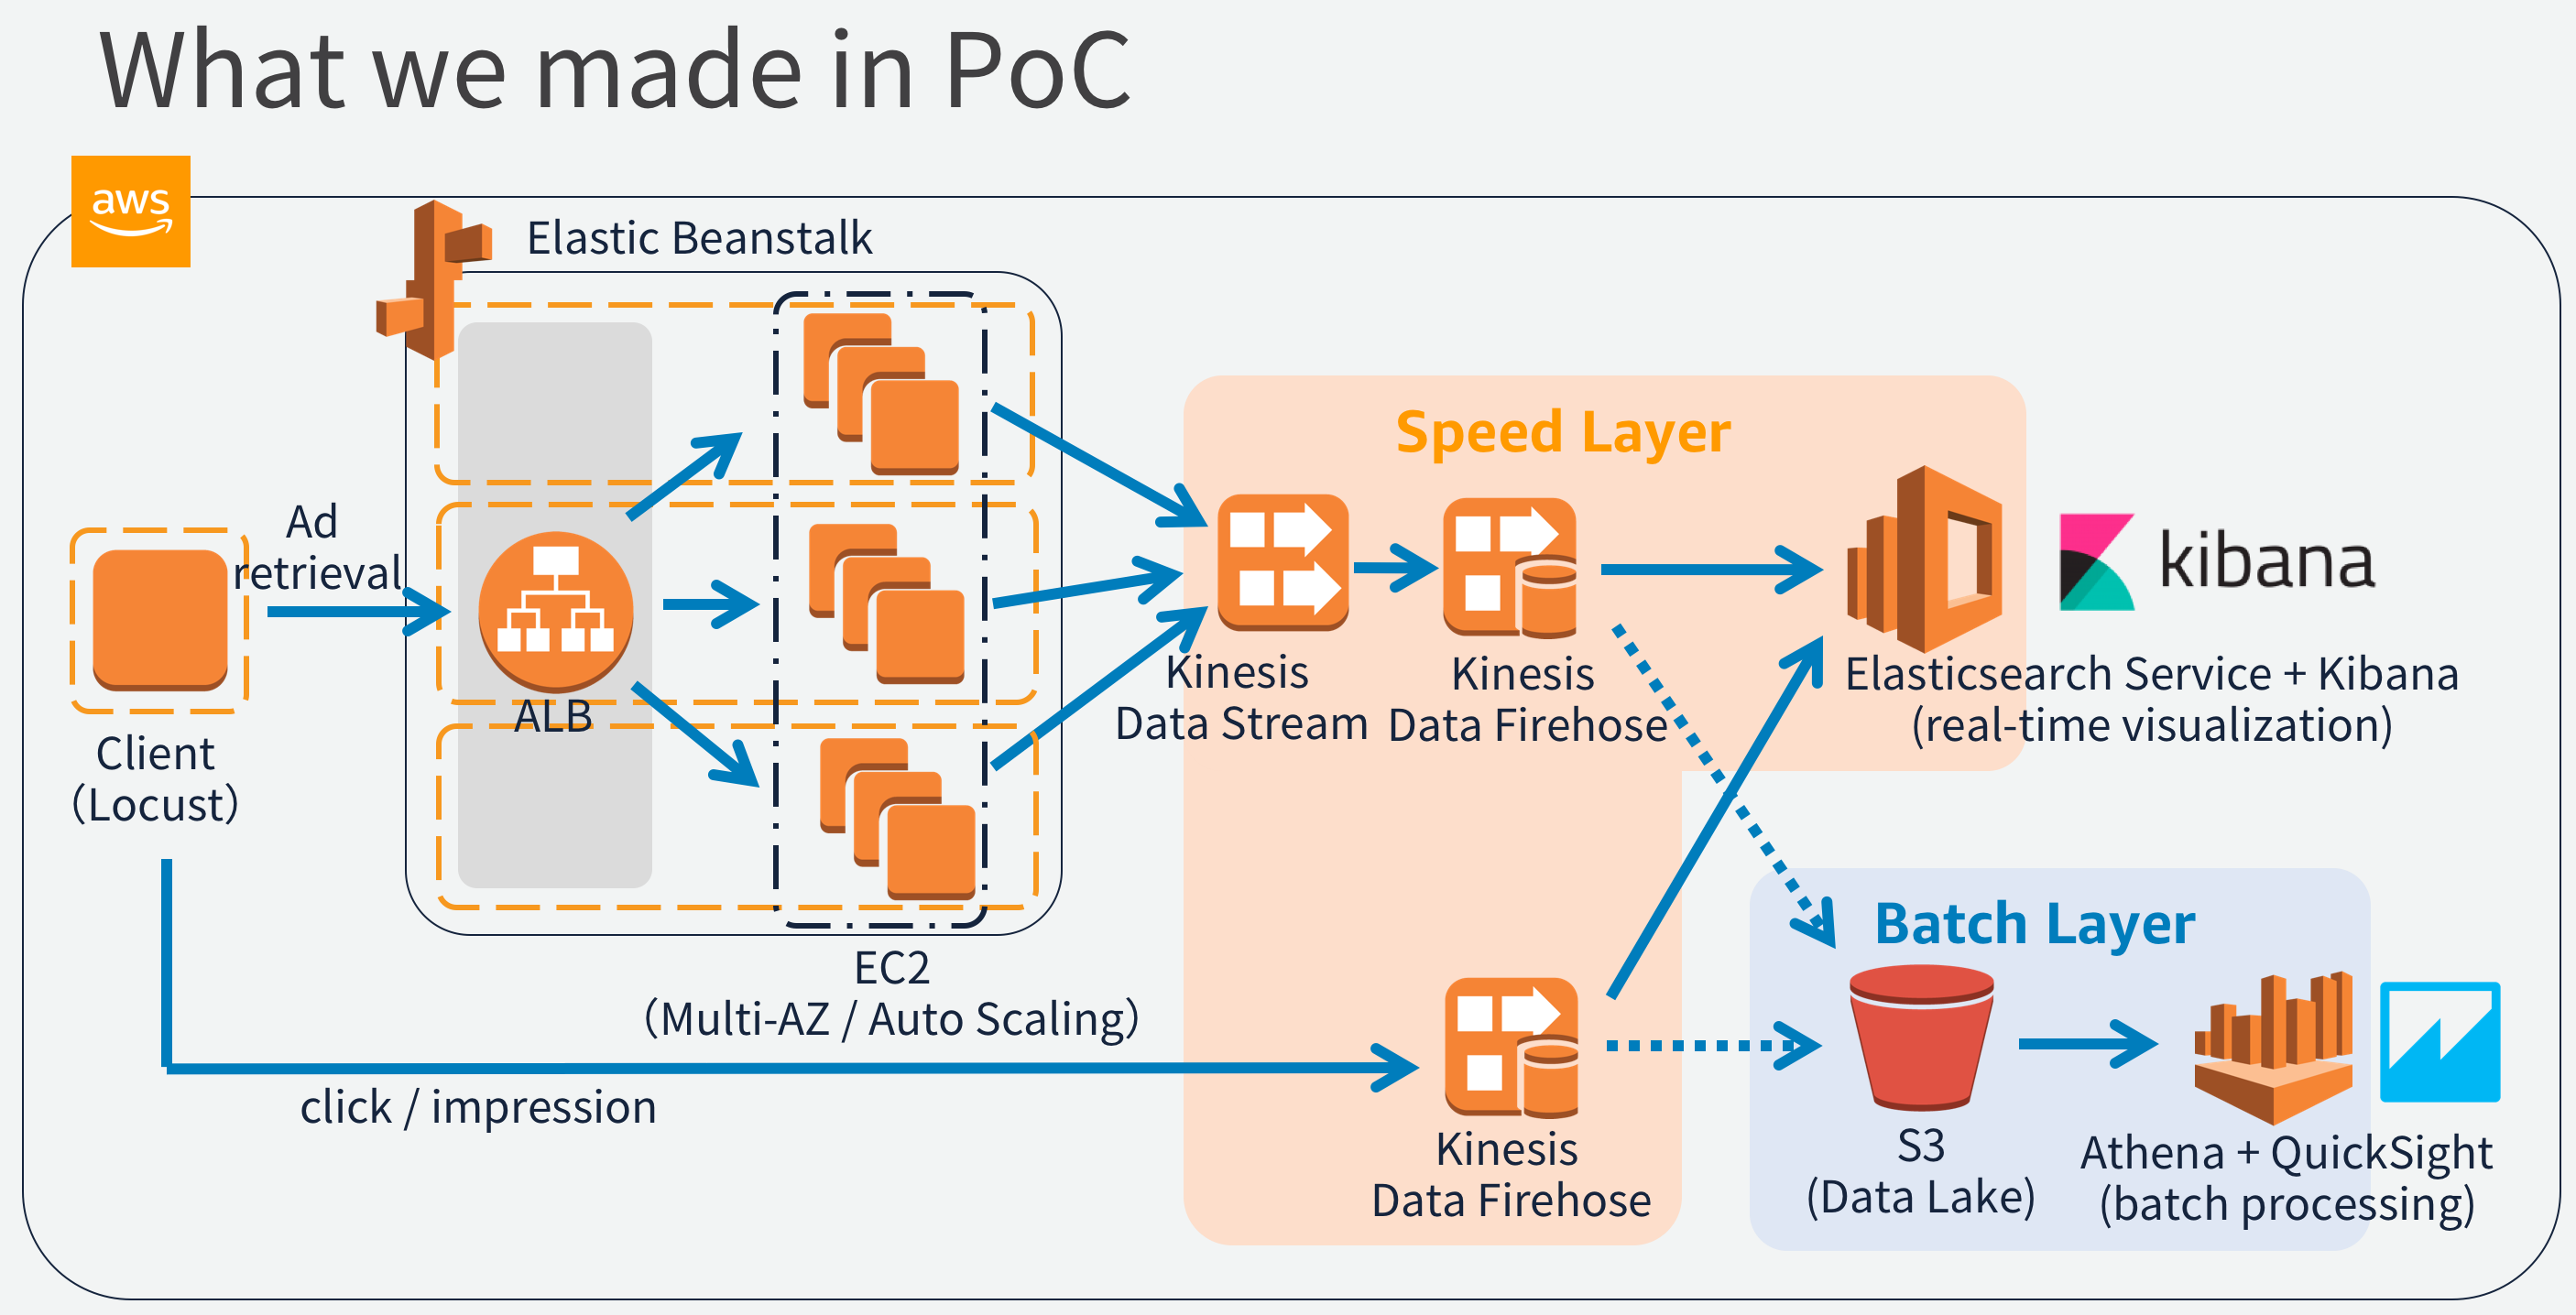 What we made in PoC
aws
Elastic Beanstalk
Ad
retrieval
Client
(Locust)
ALB
EC2
(Multi-AZ / Auto Scaling)
click / impression
Speed Layer
Kinesis
Data Stream
Kinesis
Data Firehose
kibana
Elasticsearch Service + Kibana
(real-time visualization)
Kinesis
Data Firehose
Batch Layer
S3
(Data Lake)
Athena + QuickSight
(batch processing)